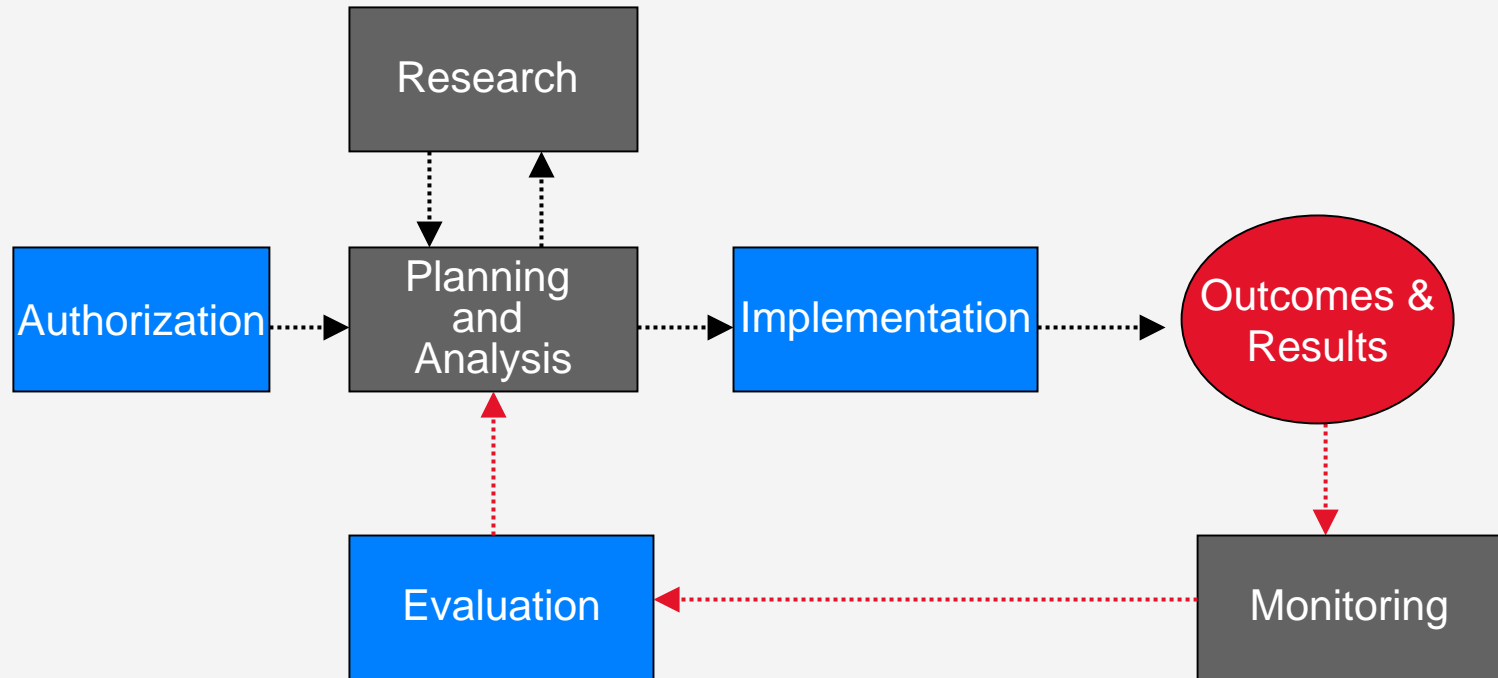 Research
Authorization
Planning
and
Analysis
Implementation
Outcomes &
Results
Evaluation
Monitoring